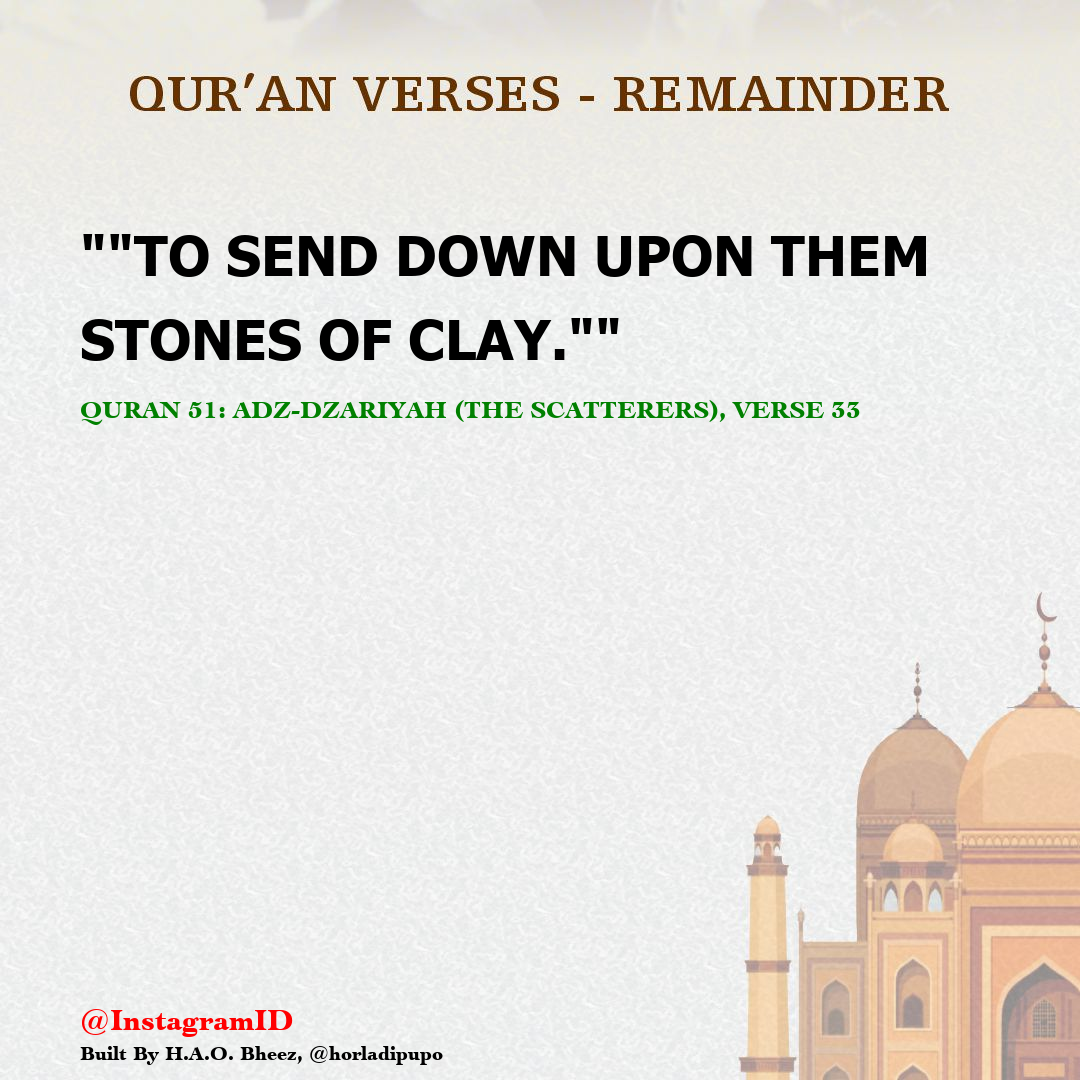 QUR'AN VERSES - REMAINDER
""TO SEND DOWN UPON THEM
STONES OF CLAY.""
QURAN 51: ADZ-DZARIYAH (THE SCATTERERS), VERSE 33
@InstagramID
Built By H.A.O. Bheez, @horladipupo